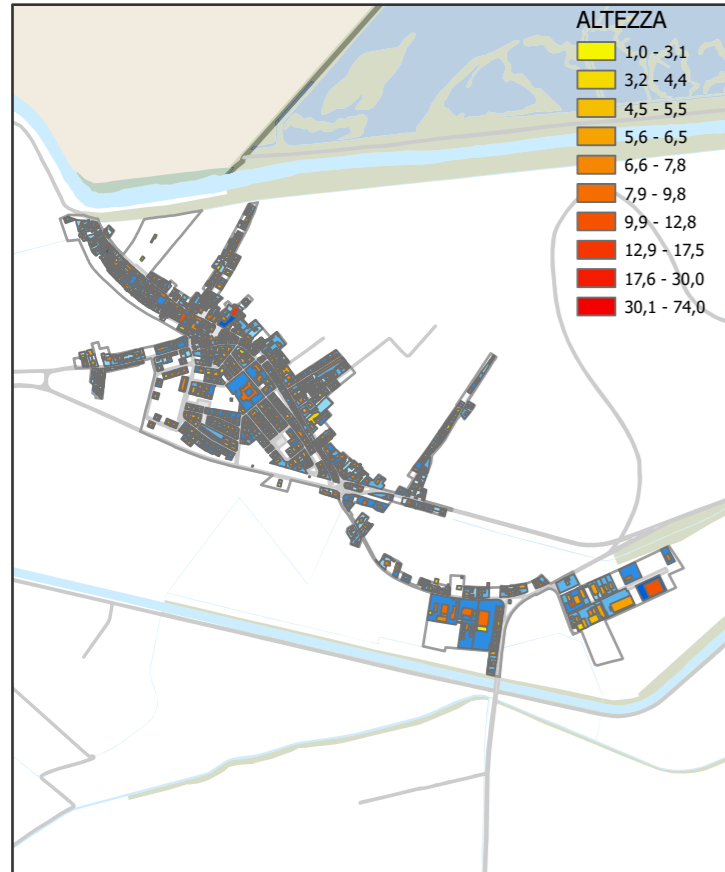 ALTEZZA
1,0 - 3,1
3,2 - 4,4
4,5 - 5,5
5,6 - 6,5
6,6 - 7,8
7,9 - 9,8
9,9 - 12,8
12,9 - 17,5
17,6 - 30,0
30,1 - 74,0